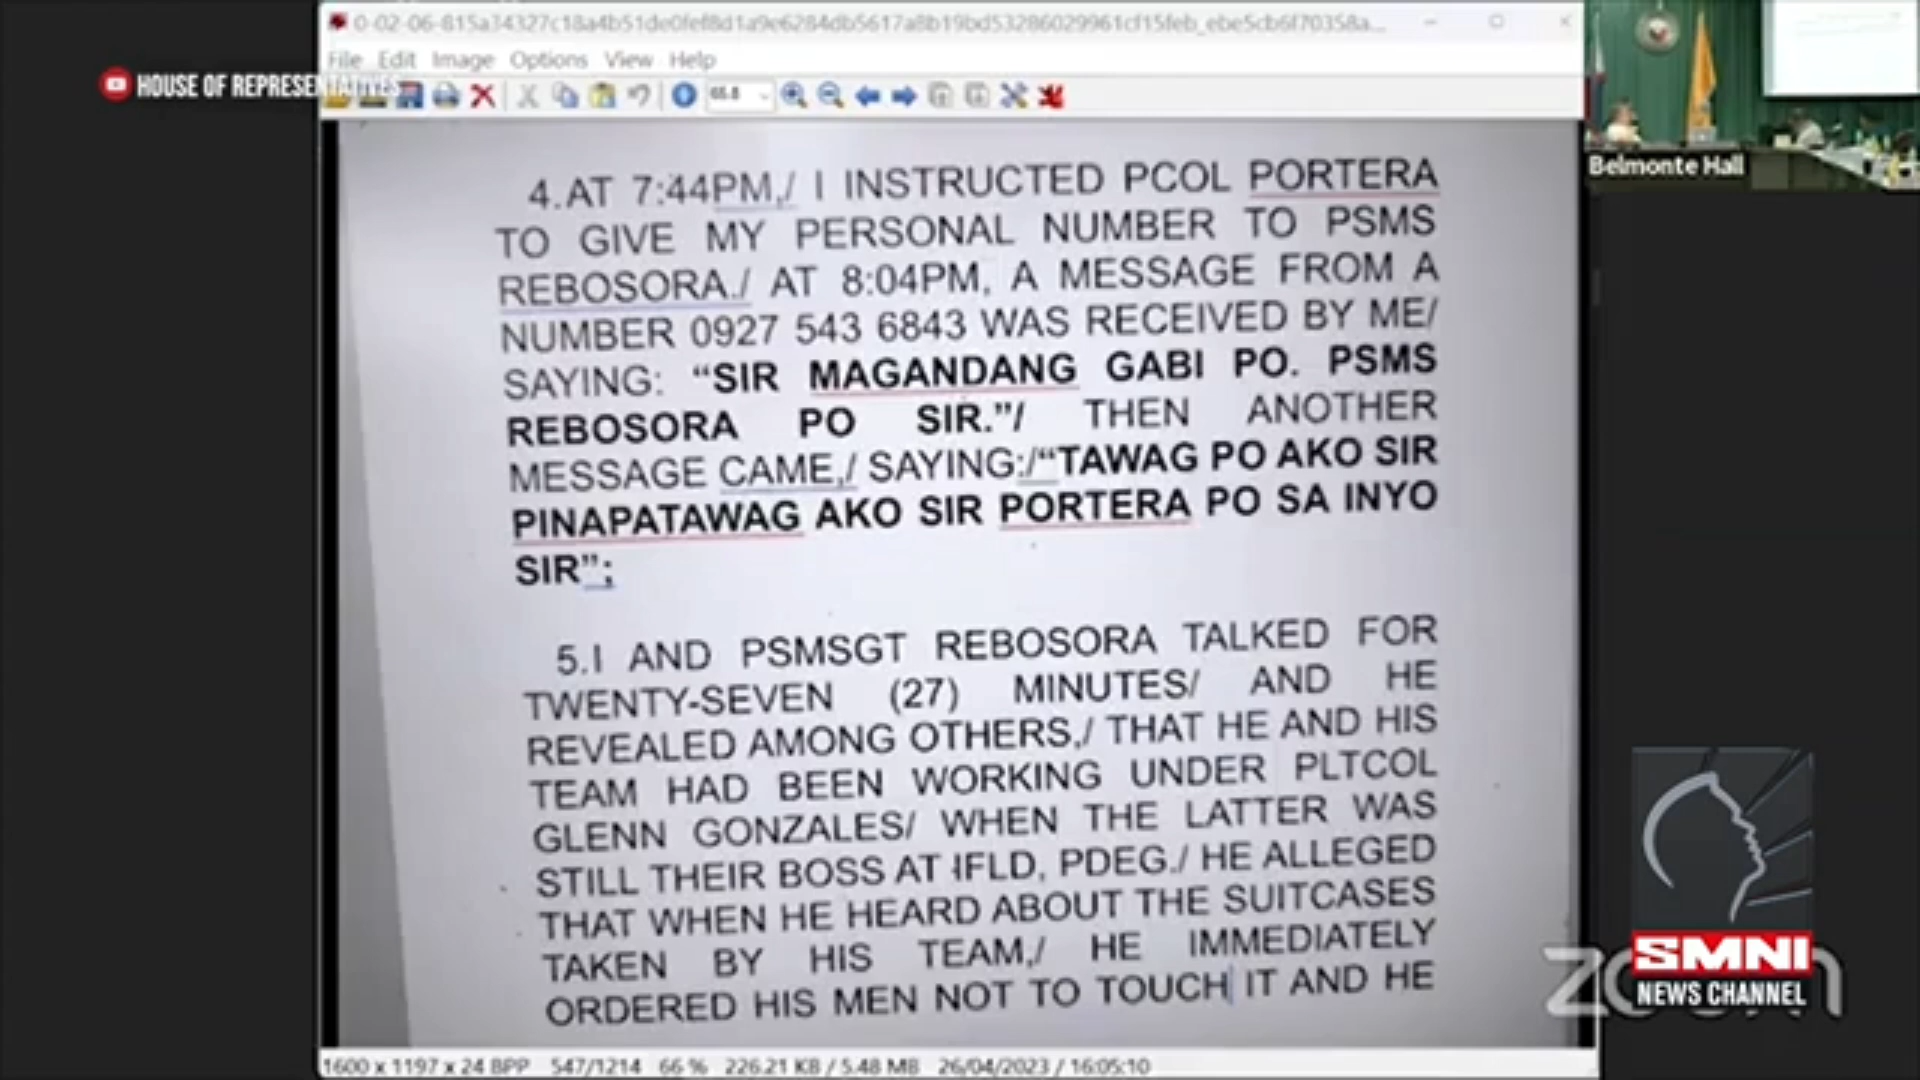 File Edit Image Options View Help
HOUSE OF REPRESENTATIVES
Belmonte Hall
4.AT 7:44PM,/ I INSTRUCTED PCOL PORTERA
TO GIVE MY PERSONAL NUMBER TO PSMS
REBOSORA./ AT 8:04PM, A MESSAGE FROM A
NUMBER 0927 543 6843 WAS RECEIVED BY ME/
SAYING: “SIR MAGANDANG GABI PO. PSMS
REBOSORA PO SIR.”/ THEN ANOTHER
MESSAGE CAME,/ SAYING:/“TAWAG PO AKO SIR
PINAPATAWAG AKO SIR PORTERA PO SA INYO
SIR”;
5.I AND PSMSGT REBOSORA TALKED FOR
TWENTY-SEVEN (27) MINUTES/ AND HE
REVEALED AMONG OTHERS,/ THAT HE AND HIS
TEAM HAD BEEN WORKING UNDER PLTCOL
GLENN GONZALES/ WHEN THE LATTER WAS
STILL THEIR BOSS AT IFLD, PDEG./ HE ALLEGED
THAT WHEN HE HEARD ABOUT THE SUITCASES
TAKEN BY HIS TEAM,/ HE IMMEDIATELY
ORDERED HIS MEN NOT TO TOUCH IT AND HE
zoom
SMNI
NEWS CHANNEL
1600 x 1197 x 24 BPP 547/1214 66 % 226.21 KB / 5.48 MB 26/04/2023 / 16:05:10